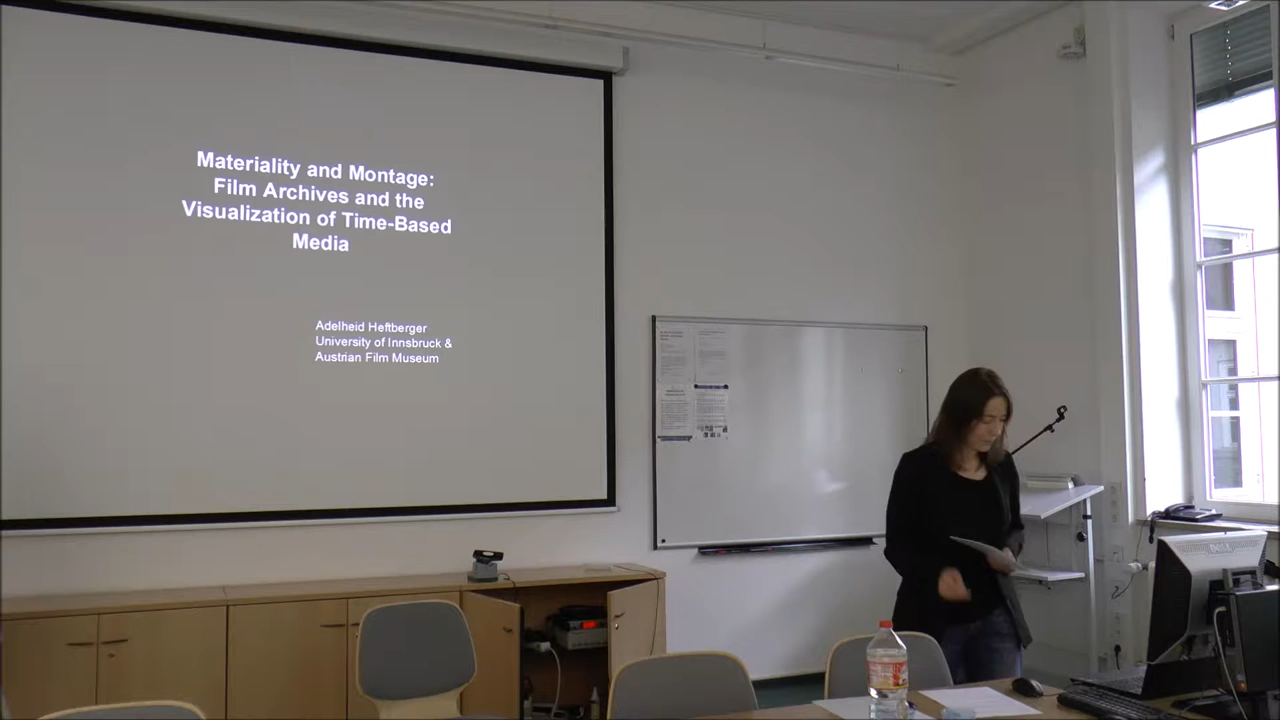 Materiality and Montage:
Film Archives and the
Visualization of Time-Based
Media
Adelheid Heftberger
University of Innsbruck &
Austrian Film Museum